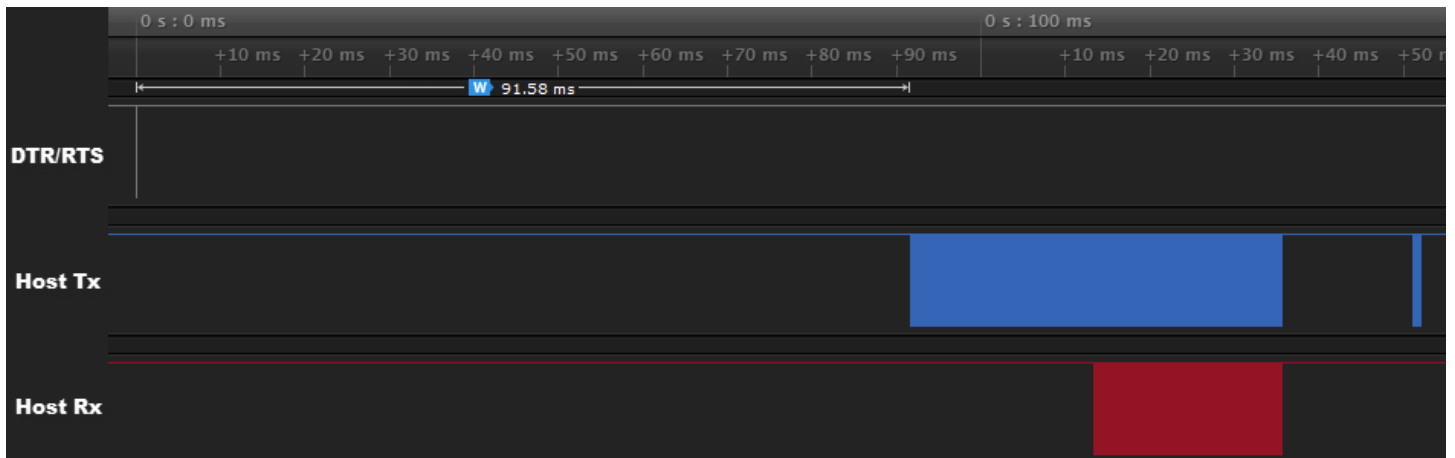 0 s : 0 ms 0 s : 100 ms
+10 ms +20 ms +30 ms +40 ms +50 ms +60 ms +70 ms +80 ms +90 ms +10 ms +20 ms +30 ms +40 ms +50 m
W 91.58 ms
DTR/RTS
Host Tx
Host Rx